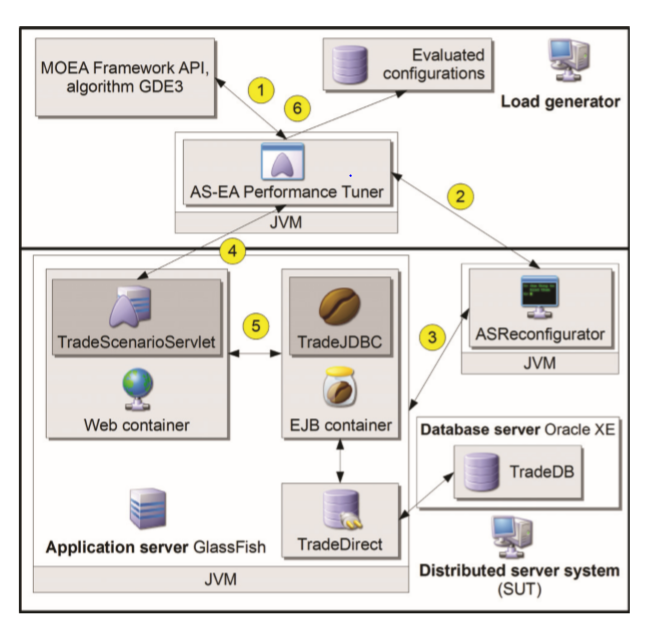 MOEA Framework API,
algorithm GDE3
Evaluated
configurations
Load generator
1
6
AS-EA Performance Tuner
JVM
2
4
TradeScenarioServlet
Web container
5
TradeJDBC
EJB container
3
ASReconfigurator
JVM
Database server Oracle XE
TradeDB
Application server GlassFish
TradeDirect
JVM
Distributed server system
(SUT)